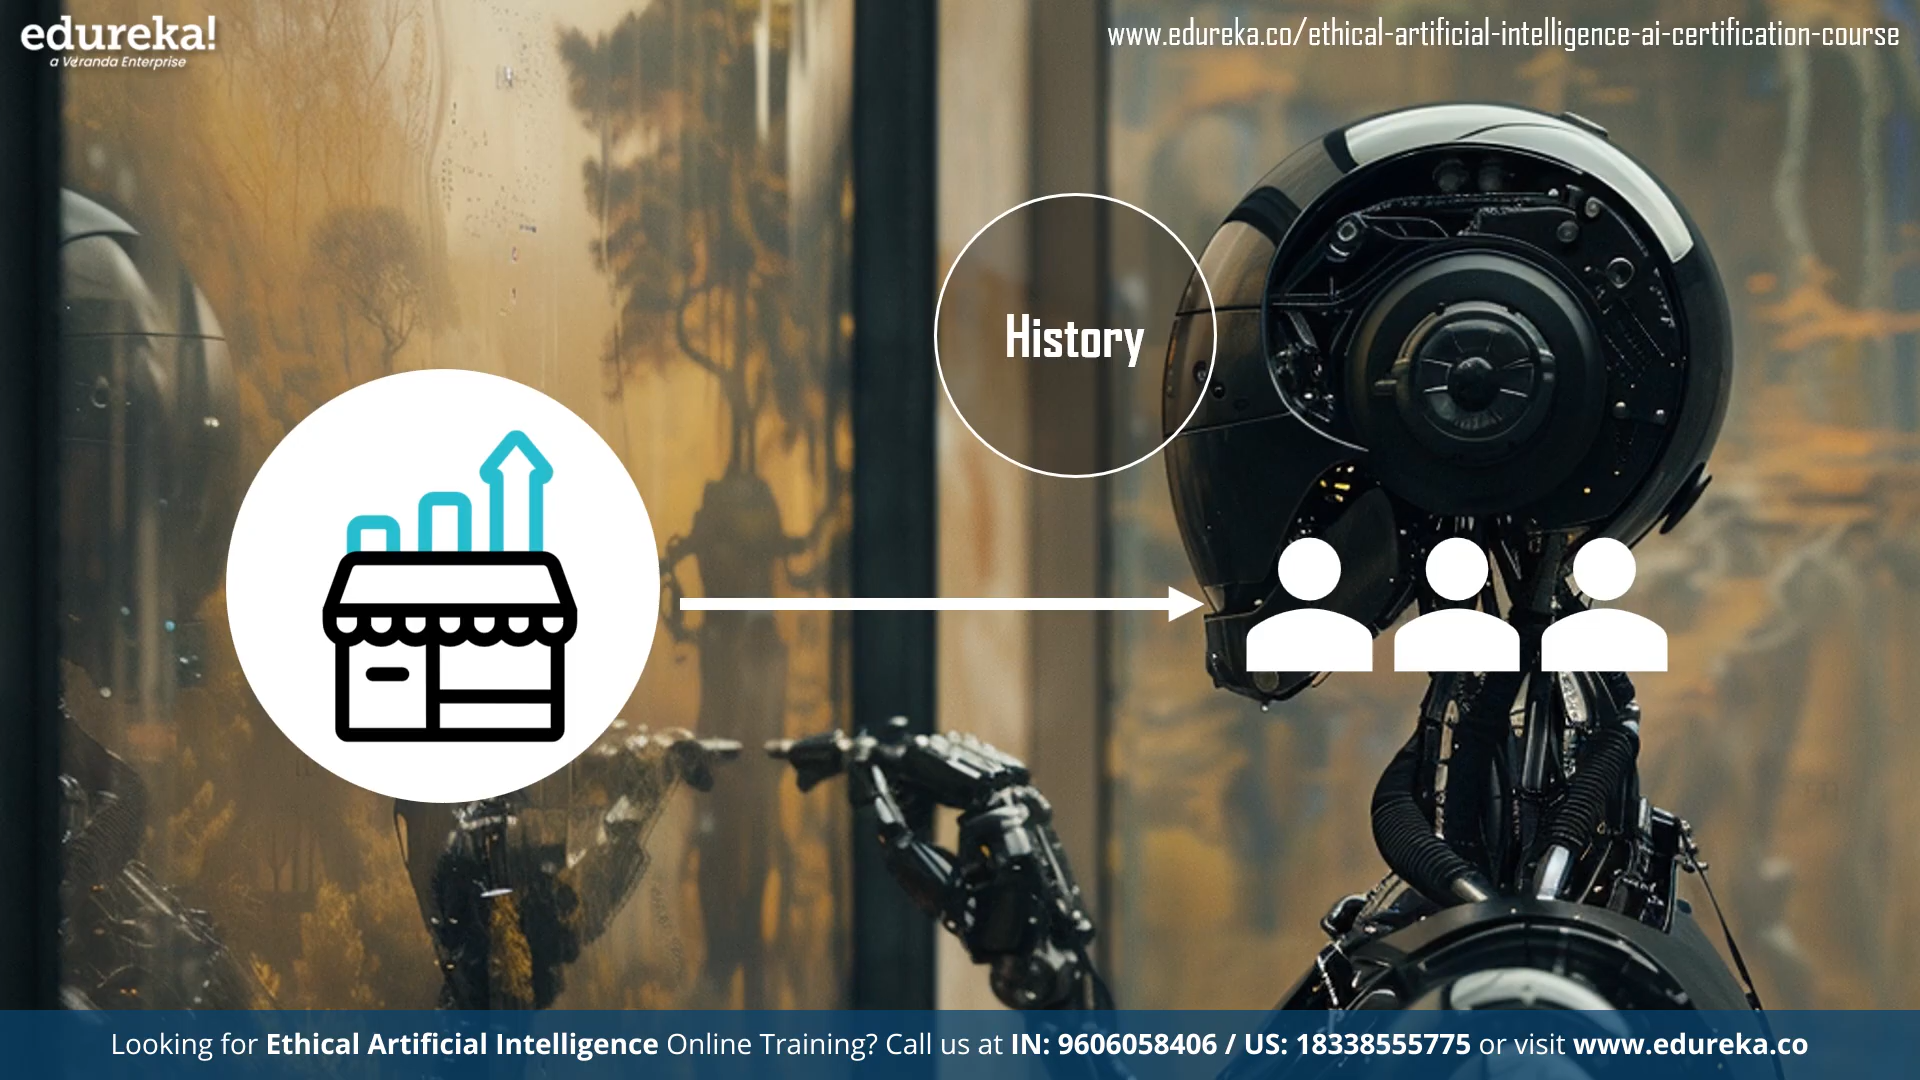 edureka!
a Veranda Enterprise
www.edureka.co/ethical-artificial-intelligence-ai-certification-course
History
Looking for Ethical Artificial Intelligence Online Training? Call us at IN: 9606058406 / US: 18338555775 or visit www.edureka.co